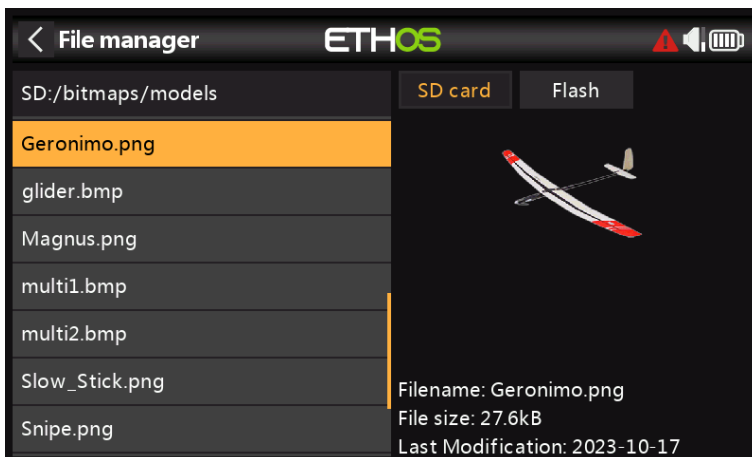 File manager
ETHOS
SD:/bitmaps/models
SD card
Flash
Geronimo.png
glider.bmp
Magnus.png
multi1.bmp
multi2.bmp
Slow_Stick.png
Snipe.png
Filename: Geronimo.png
File size: 27.6kB
Last Modification: 2023-10-17